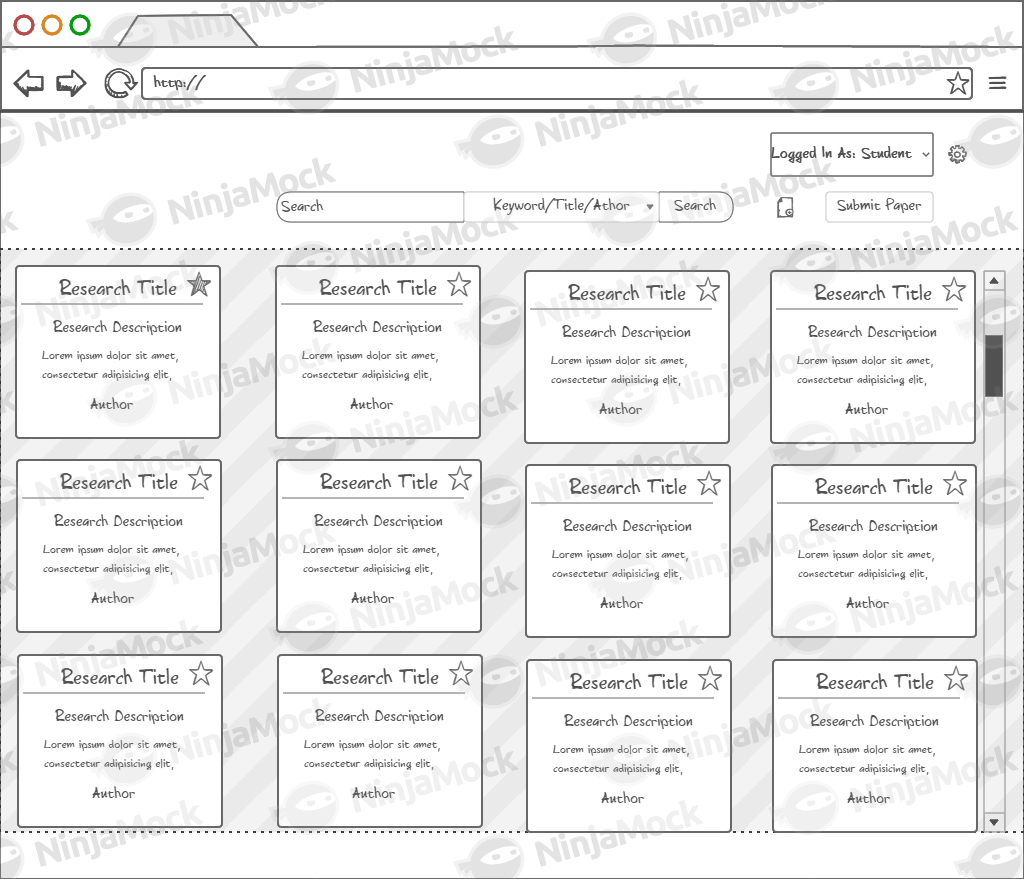 http://
Logged In As: Student
Search
Keyword/Title/Athor
Search
Submit Paper
Research Title
Research Description
Lorem ipsum dolor sit amet,
consectetur adipisicing elit,
Author
Research Title
Research Description
Lorem ipsum dolor sit amet,
consectetur adipisicing elit,
Author
Research Title
Research Description
Lorem ipsum dolor sit amet,
consectetur adipisicing elit,
Author
Research Title
Research Description
Lorem ipsum dolor sit amet,
consectetur adipisicing elit,
Author
Research Title
Research Description
Lorem ipsum dolor sit amet,
consectetur adipisicing elit,
Author
Research Title
Research Description
Lorem ipsum dolor sit amet,
consectetur adipisicing elit,
Author
Research Title
Research Description
Lorem ipsum dolor sit amet,
consectetur adipisicing elit,
Author
Research Title
Research Description
Lorem ipsum dolor sit amet,
consectetur adipisicing elit,
Author
Research Title
Research Description
Lorem ipsum dolor sit amet,
consectetur adipisicing elit,
Author
Research Title
Research Description
Lorem ipsum dolor sit amet,
consectetur adipisicing elit,
Author
Research Title
Research Description
Lorem ipsum dolor sit amet,
consectetur adipisicing elit,
Author
Research Title
Research Description
Lorem ipsum dolor sit amet,
consectetur adipisicing elit,
Author
NinjaMock